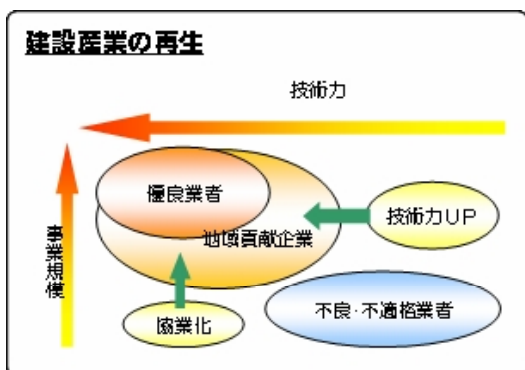 建設産業の再生
技術力
優良業者
地域貢献企業
技術力UP
事業規模
協業化
不良・不適格業者